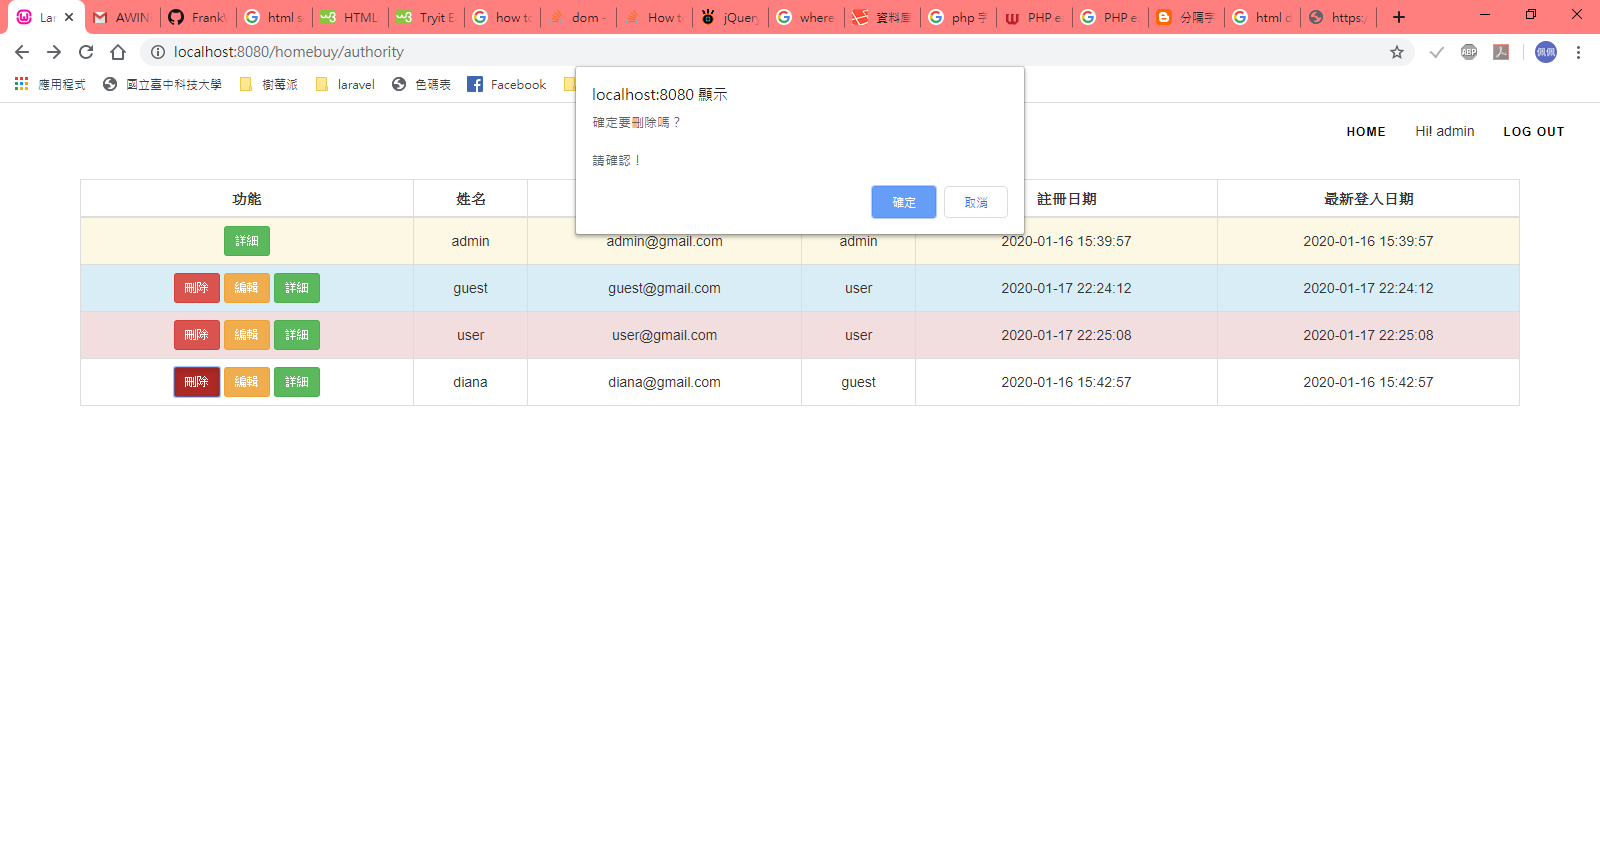 Lar
AWIN
Frank
html s
HTML
Tryit E
how to
dom -
How to
jQuery
where
資料庫
php 字
PHP e
PHP e
分隔字
html d
https:/
localhost:8080/homebuy/authority
ABP
佩佩
應用程式
國立臺中科技大學
樹莓派
laravel
色碼表
Facebook
localhost:8080 顯示
確定要刪除嗎？
請確認！
確定 取消
HOME Hi! admin LOG OUT
功能 姓名 註冊日期 最新登入日期
詳細 admin admin@gmail.com admin 2020-01-16 15:39:57 2020-01-16 15:39:57
刪除 編輯 詳細 guest guest@gmail.com user 2020-01-17 22:24:12 2020-01-17 22:24:12
刪除 編輯 詳細 user user@gmail.com user 2020-01-17 22:25:08 2020-01-17 22:25:08
刪除 編輯 詳細 diana diana@gmail.com guest 2020-01-16 15:42:57 2020-01-16 15:42:57